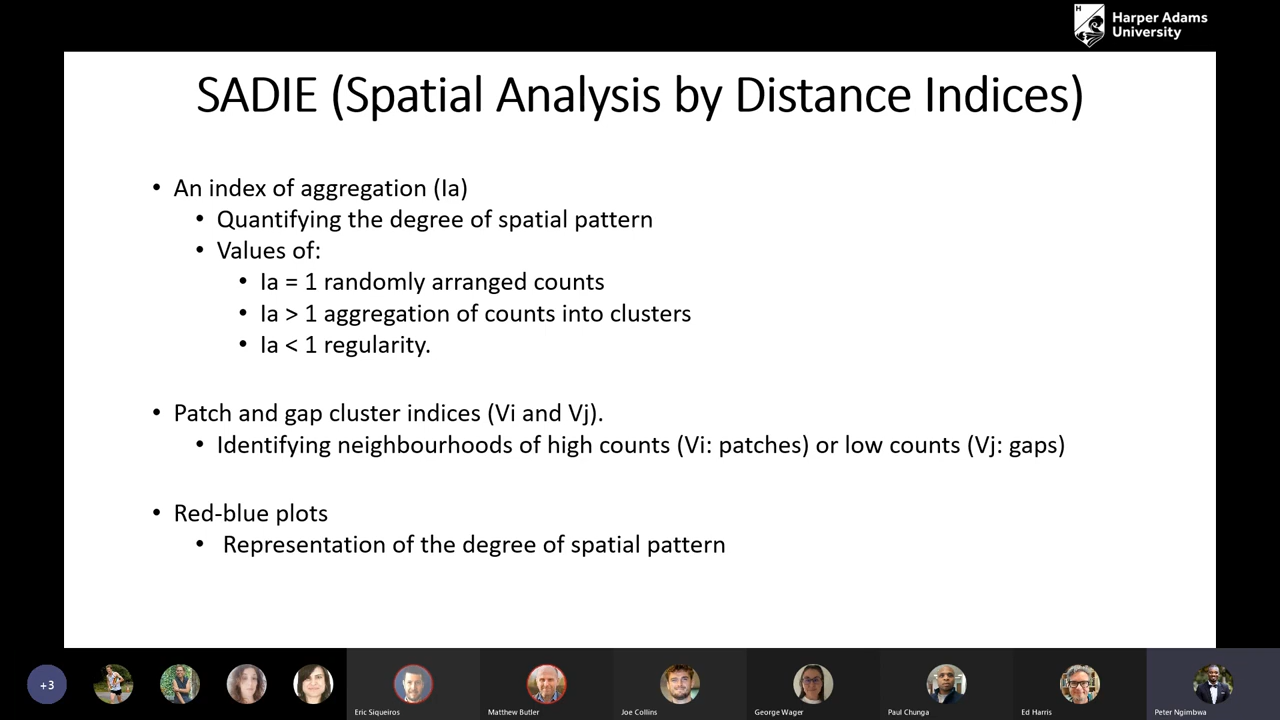 H
Harper Adams
University
SADIE (Spatial Analysis by Distance Indices)
• An index of aggregation (Ia)
• Quantifying the degree of spatial pattern
• Values of:
• Ia = 1 randomly arranged counts
• Ia > 1 aggregation of counts into clusters
• Ia < 1 regularity.
• Patch and gap cluster indices (Vi and Vj).
• Identifying neighbourhoods of high counts (Vi: patches) or low counts (Vj: gaps)
• Red-blue plots
• Representation of the degree of spatial pattern
+3
Eric Siqueiros
Matthew Butler
Joe Collins
George Wager
Paul Chunga
Ed Harris
Peter Ngimbwa